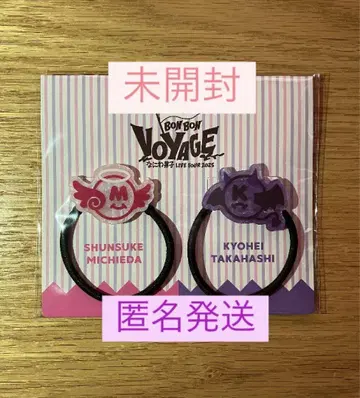 未開封
BON BON
VOYAGE
なにわ男子 LIVE TOUR 2025
M
K
SHUNSUKE
MICHIEDA
KYOHEI
TAKAHASHI
匿名発送